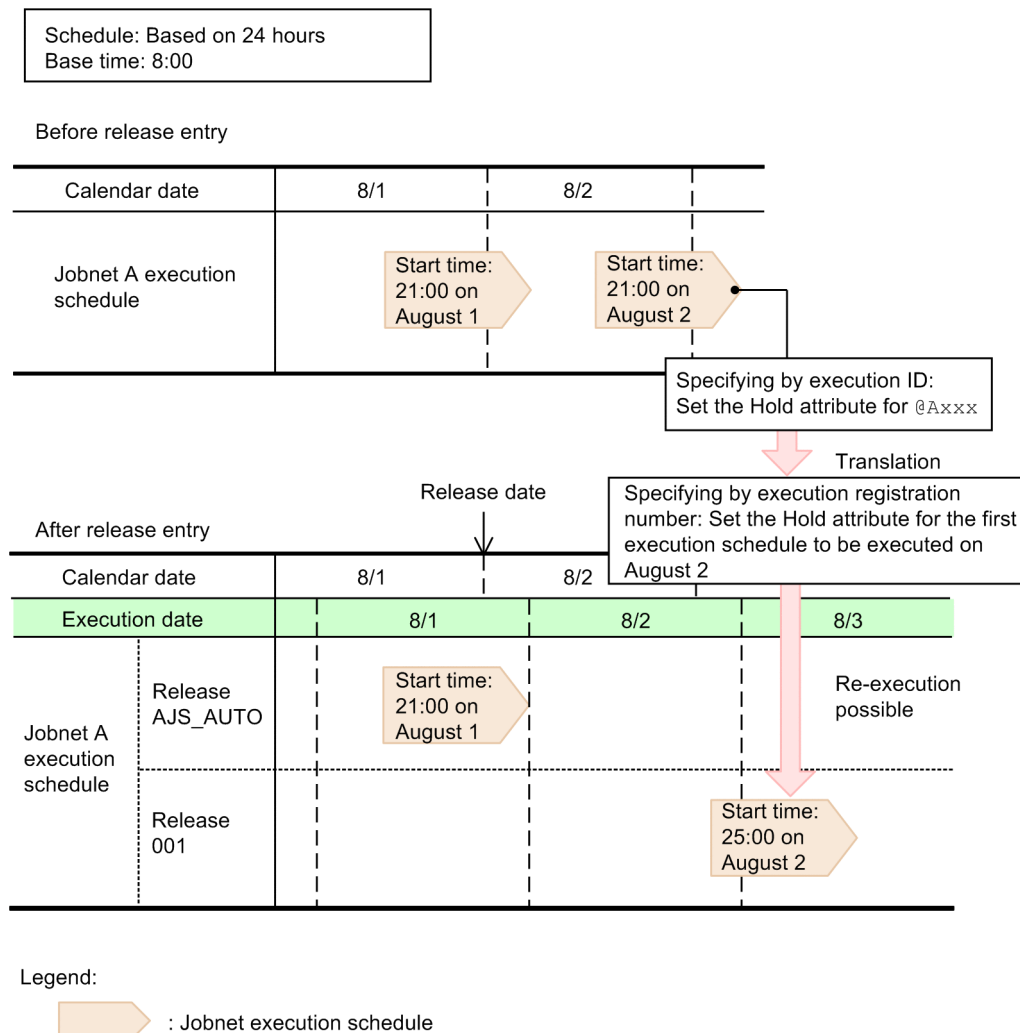 Schedule: Based on 24 hours
Base time: 8:00
Before release entry
Calendar date 8/1 8/2
Jobnet A execution
schedule
Start time:
21:00 on
August 1
Start time:
21:00 on
August 2
Specifying by execution ID:
Set the Hold attribute for @Axxx
Translation
Specifying by execution registration
number: Set the Hold attribute for the first
execution schedule to be executed on
August 2
Release date
After release entry
Calendar date 8/1 8/2
Execution date 8/1 8/2 8/3
Jobnet A
execution
schedule
Release
AJS_AUTO
Start time:
21:00 on
August 1
Re-execution
possible
Release
001
Start time:
25:00 on
August 2
Legend:
: Jobnet execution schedule